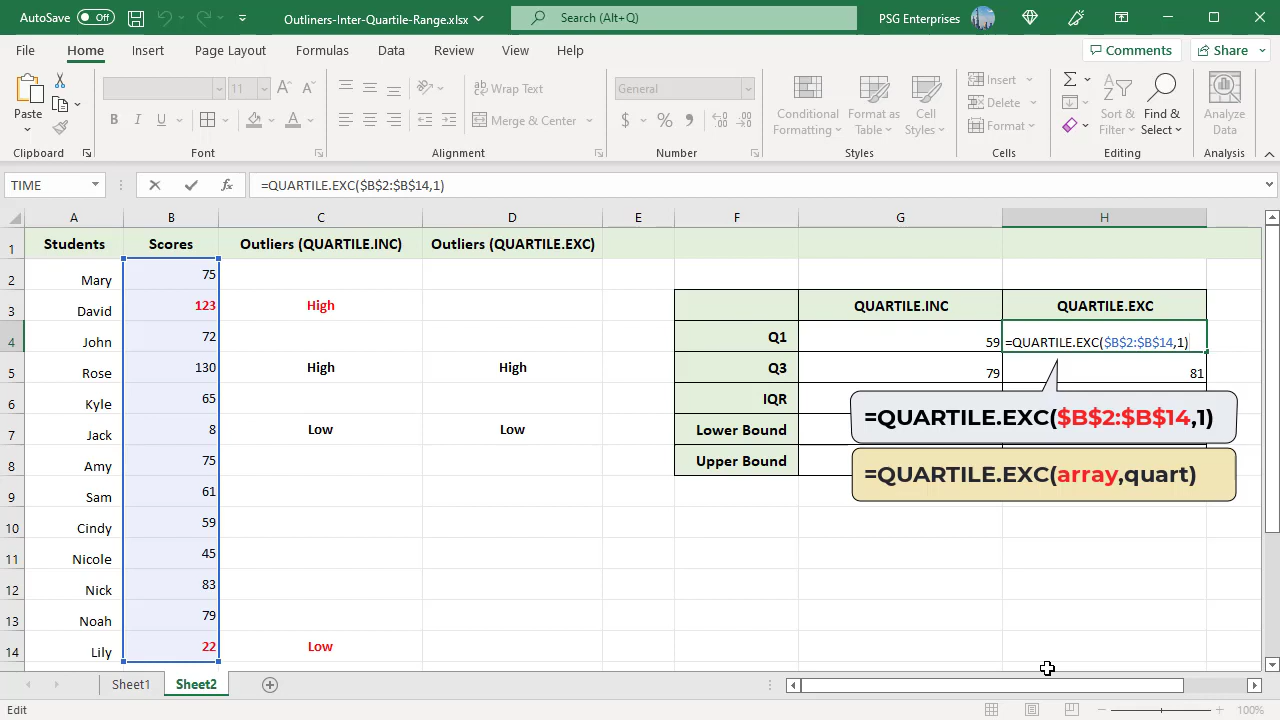 AutoSave Off Outliners-Inter-Quartile-Range.xlsx Search (Alt+Q) PSG Enterprises
File Home Insert Page Layout Formulas Data Review View Help Comments Share
Paste
11
B I U A
Wrap Text
Merge & Center
General
$ %
Conditional Formatting
Format as Table
Cell Styles
Insert
Delete
Format
Sort & Filter
Find & Select
Analyze Data
Clipboard Font Alignment Number Styles Cells Editing Analysis
TIME fx =QUARTILE.EXC($B$2:$B$14,1)
A B C D E F G H
1 Students Scores Outliers (QUARTILE.INC) Outliers (QUARTILE.EXC)
2 Mary 75
3 David 123 High QUARTILE.INC QUARTILE.EXC
4 John 72 Q1 59 =QUARTILE.EXC($B$2:$B$14,1)
5 Rose 130 High High Q3 79 81
6 Kyle 65 IQR
=QUARTILE.EXC($B$2:$B$14,1)
7 Jack 8 Low Low Lower Bound
8 Amy 75 Upper Bound
=QUARTILE.EXC(array,quart)
9 Sam 61
10 Cindy 59
11 Nicole 45
12 Nick 83
13 Noah 79
14 Lily 22 Low
Sheet1 Sheet2
Edit 100%